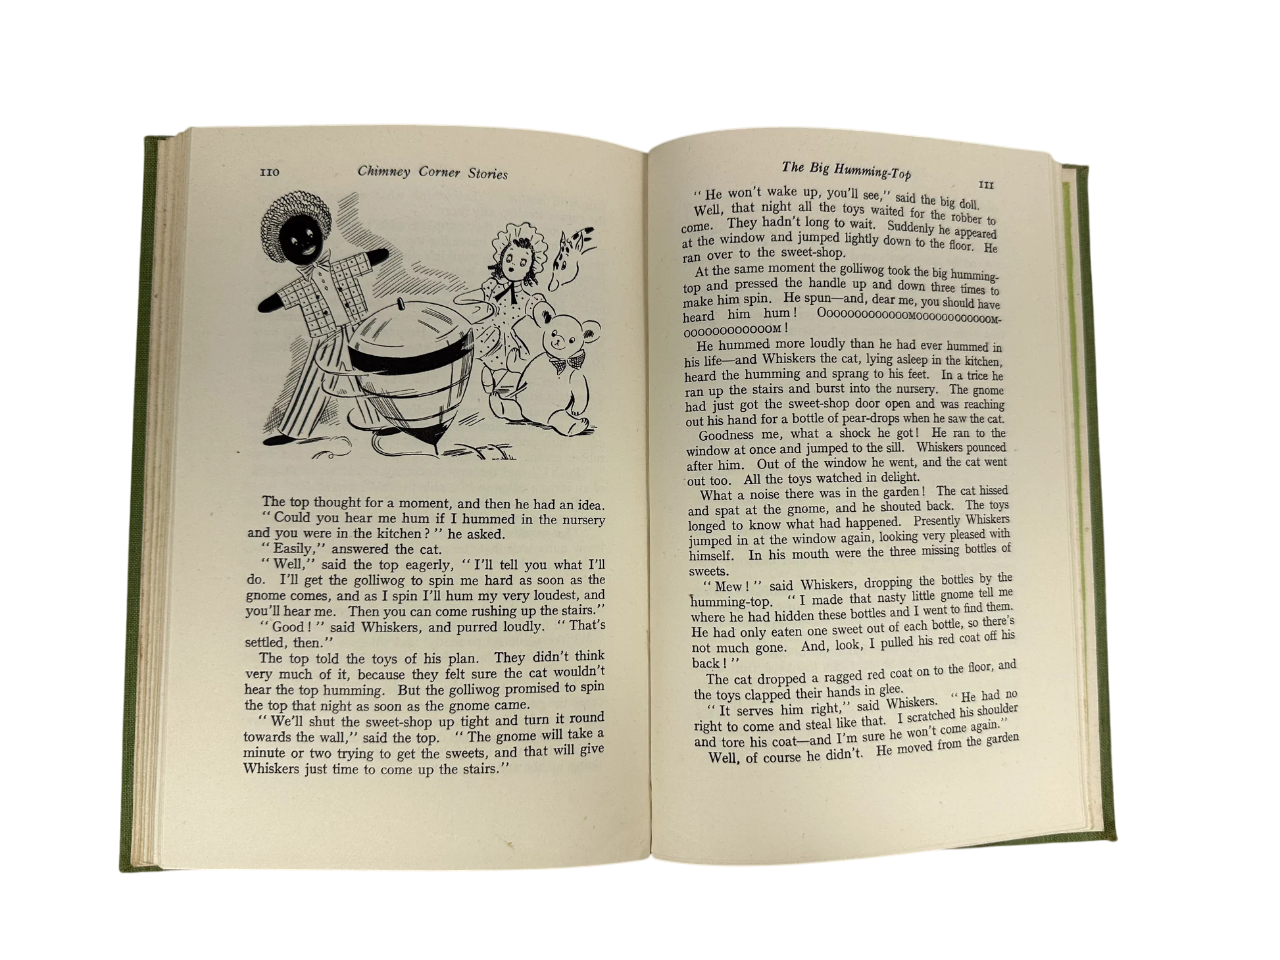 110
Chimney Corner Stories
The top thought for a moment, and then he had an idea.
“Could you hear me hum if I hummed in the nursery
and you were in the kitchen?” he asked.
“Easily,” answered the cat.
“Well,” said the top eagerly, “I'll tell you what I'll
do. I'll get the golliwog to spin me hard as soon as the
gnome comes, and as I spin I'll hum my very loudest, and
you'll hear me. Then you can come rushing up the stairs.”
“Good!” said Whiskers, and purred loudly. “That's
settled, then.”
The top told the toys of his plan. They didn't think
very much of it, because they felt sure the cat wouldn't
hear the top humming. But the golliwog promised to spin
the top that night as soon as the gnome came.
“We'll shut the sweet-shop up tight and turn it round
towards the wall,” said the top. “The gnome will take a
minute or two trying to get the sweets, and that will give
Whiskers just time to come up the stairs.”
The Big Humming-Top
111
“He won't wake up, you'll see,” said the big doll.
Well, that night all the toys waited for the robber to
come. They hadn't long to wait. Suddenly he appeared
at the window and jumped lightly down to the floor. He
ran over to the sweet-shop.
At the same moment the golliwog took the big humming-
top and pressed the handle up and down three times to
make him spin. He spun—and, dear me, you should have
heard him hum! OooooooooooooMooooooooooooM-
ooooooooooooM!
He hummed more loudly than he had ever hummed in
his life—and Whiskers the cat, lying asleep in the kitchen,
heard the humming and sprang to his feet. In a trice he
ran up the stairs and burst into the nursery. The gnome
had just got the sweet-shop door open and was reaching
out his hand for a bottle of pear-drops when he saw the cat.
Goodness me, what a shock he got! He ran to the
window at once and jumped to the sill. Whiskers pounced
after him. Out of the window he went, and the cat went
out too. All the toys watched in delight.
What a noise there was in the garden! The cat hissed
and spat at the gnome, and he shouted back. The toys
longed to know what had happened. Presently Whiskers
jumped in at the window again, looking very pleased with
himself. In his mouth were the three missing bottles of
sweets.
“Mew!” said Whiskers, dropping the bottles by the
humming-top. “I made that nasty little gnome tell me
where he had hidden these bottles and I went to find them.
He had only eaten one sweet out of each bottle, so there's
not much gone. And, look, I pulled his red coat off his
back!”
The cat dropped a ragged red coat on to the floor, and
the toys clapped their hands in glee.
“It serves him right,” said Whiskers. “He had no
right to come and steal like that. I scratched his shoulder
and tore his coat—and I'm sure he won't come again.”
Well, of course he didn't. He moved from the garden